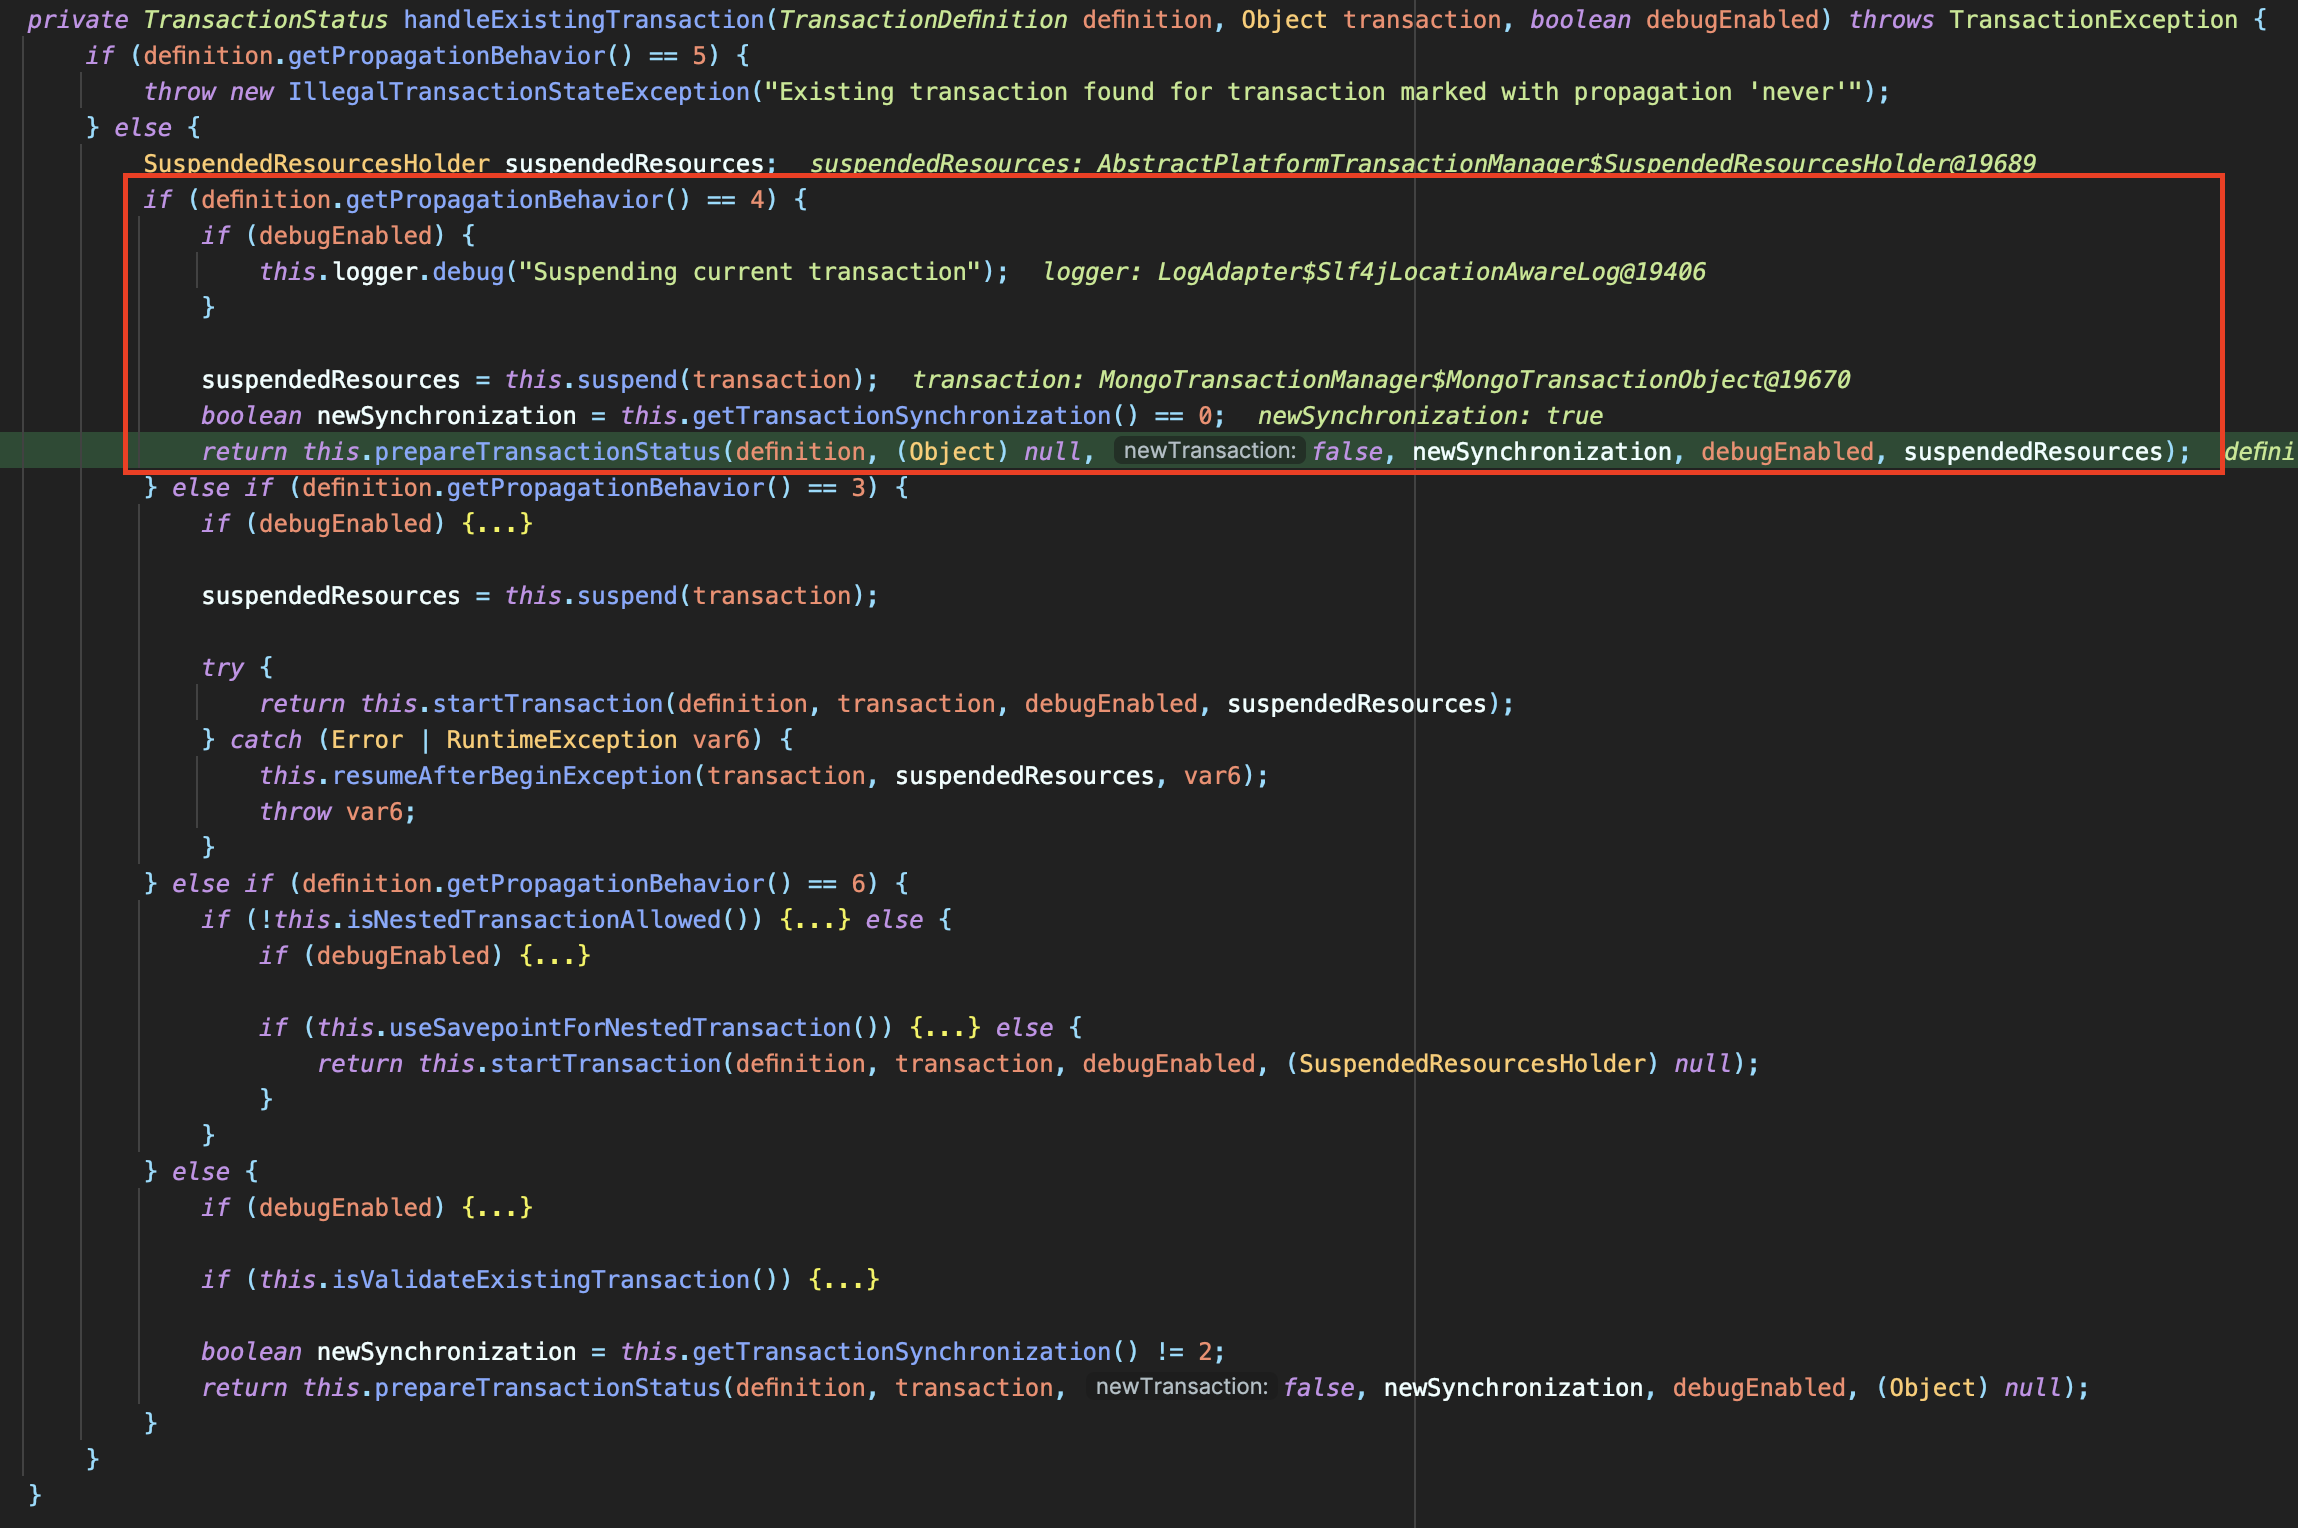 private TransactionStatus handleExistingTransaction(TransactionDefinition definition, Object transaction, boolean debugEnabled) throws TransactionException {
if (definition.getPropagationBehavior() == 5) {
throw new IllegalTransactionStateException("Existing transaction found for transaction marked with propagation 'never'");
} else {
SuspendedResourcesHolder suspendedResources; suspendedResources: AbstractPlatformTransactionManager$SuspendedResourcesHolder@19689
if (definition.getPropagationBehavior() == 4) {
if (debugEnabled) {
this.logger.debug("Suspending current transaction"); logger: LogAdapter$Slf4jLocationAwareLog@19406
}
suspendedResources = this.suspend(transaction); transaction: MongoTransactionManager$MongoTransactionObject@19670
boolean newSynchronization = this.getTransactionSynchronization() == 0; newSynchronization: true
return this.prepareTransactionStatus(definition, (Object) null, newTransaction: false, newSynchronization, debugEnabled, suspendedResources); defini
} else if (definition.getPropagationBehavior() == 3) {
if (debugEnabled) {...}
suspendedResources = this.suspend(transaction);
try {
return this.startTransaction(definition, transaction, debugEnabled, suspendedResources);
} catch (Error | RuntimeException var6) {
this.resumeAfterBeginException(transaction, suspendedResources, var6);
throw var6;
}
} else if (definition.getPropagationBehavior() == 6) {
if (!this.isNestedTransactionAllowed()) {...} else {
if (debugEnabled) {...}
if (this.useSavepointForNestedTransaction()) {...} else {
return this.startTransaction(definition, transaction, debugEnabled, (SuspendedResourcesHolder) null);
}
}
} else {
if (debugEnabled) {...}
if (this.isValidateExistingTransaction()) {...}
boolean newSynchronization = this.getTransactionSynchronization() != 2;
return this.prepareTransactionStatus(definition, transaction, newTransaction: false, newSynchronization, debugEnabled, (Object) null);
}
}
}